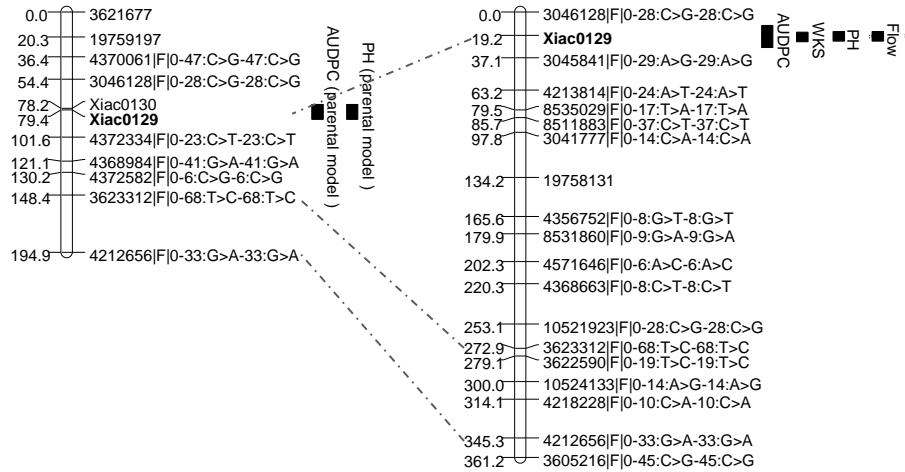 0.0 3621677
20.3 19759197
36.4 4370061|F|0-47:C>G-47:C>G
54.4 3046128|F|0-28:C>G-28:C>G
78.2 Xiac0130
79.4 Xiac0129
101.6 4372334|F|0-23:C>T-23:C>T
121.1 4368984|F|0-41:G>A-41:G>A
130.2 4372582|F|0-6:C>G-6:C>G
148.4 3623312|F|0-68:T>C-68:T>C
194.9 4212656|F|0-33:G>A-33:G>A
AUDPC (parental model )
PH (parental model )
0.0 3046128|F|0-28:C>G-28:C>G
19.2 Xiac0129
37.1 3045841|F|0-29:A>G-29:A>G
63.2 4213814|F|0-24:A>T-24:A>T
79.5 8535029|F|0-17:T>A-17:T>A
85.7 8511883|F|0-37:C>T-37:C>T
97.8 3041777|F|0-14:C>A-14:C>A
134.2 19758131
165.6 4356752|F|0-8:G>T-8:G>T
179.9 8531860|F|0-9:G>A-9:G>A
202.3 4571646|F|0-6:A>C-6:A>C
220.3 4368663|F|0-8:C>T-8:C>T
253.1 10521923|F|0-28:C>G-28:C>G
272.9 3623312|F|0-68:T>C-68:T>C
279.1 3622590|F|0-19:T>C-19:T>C
300.0 10524133|F|0-14:A>G-14:A>G
314.1 4218228|F|0-10:C>A-10:C>A
345.3 4212656|F|0-33:G>A-33:G>A
361.2 3605216|F|0-45:C>G-45:C>G
AUDPC
WKS
PH
Flow